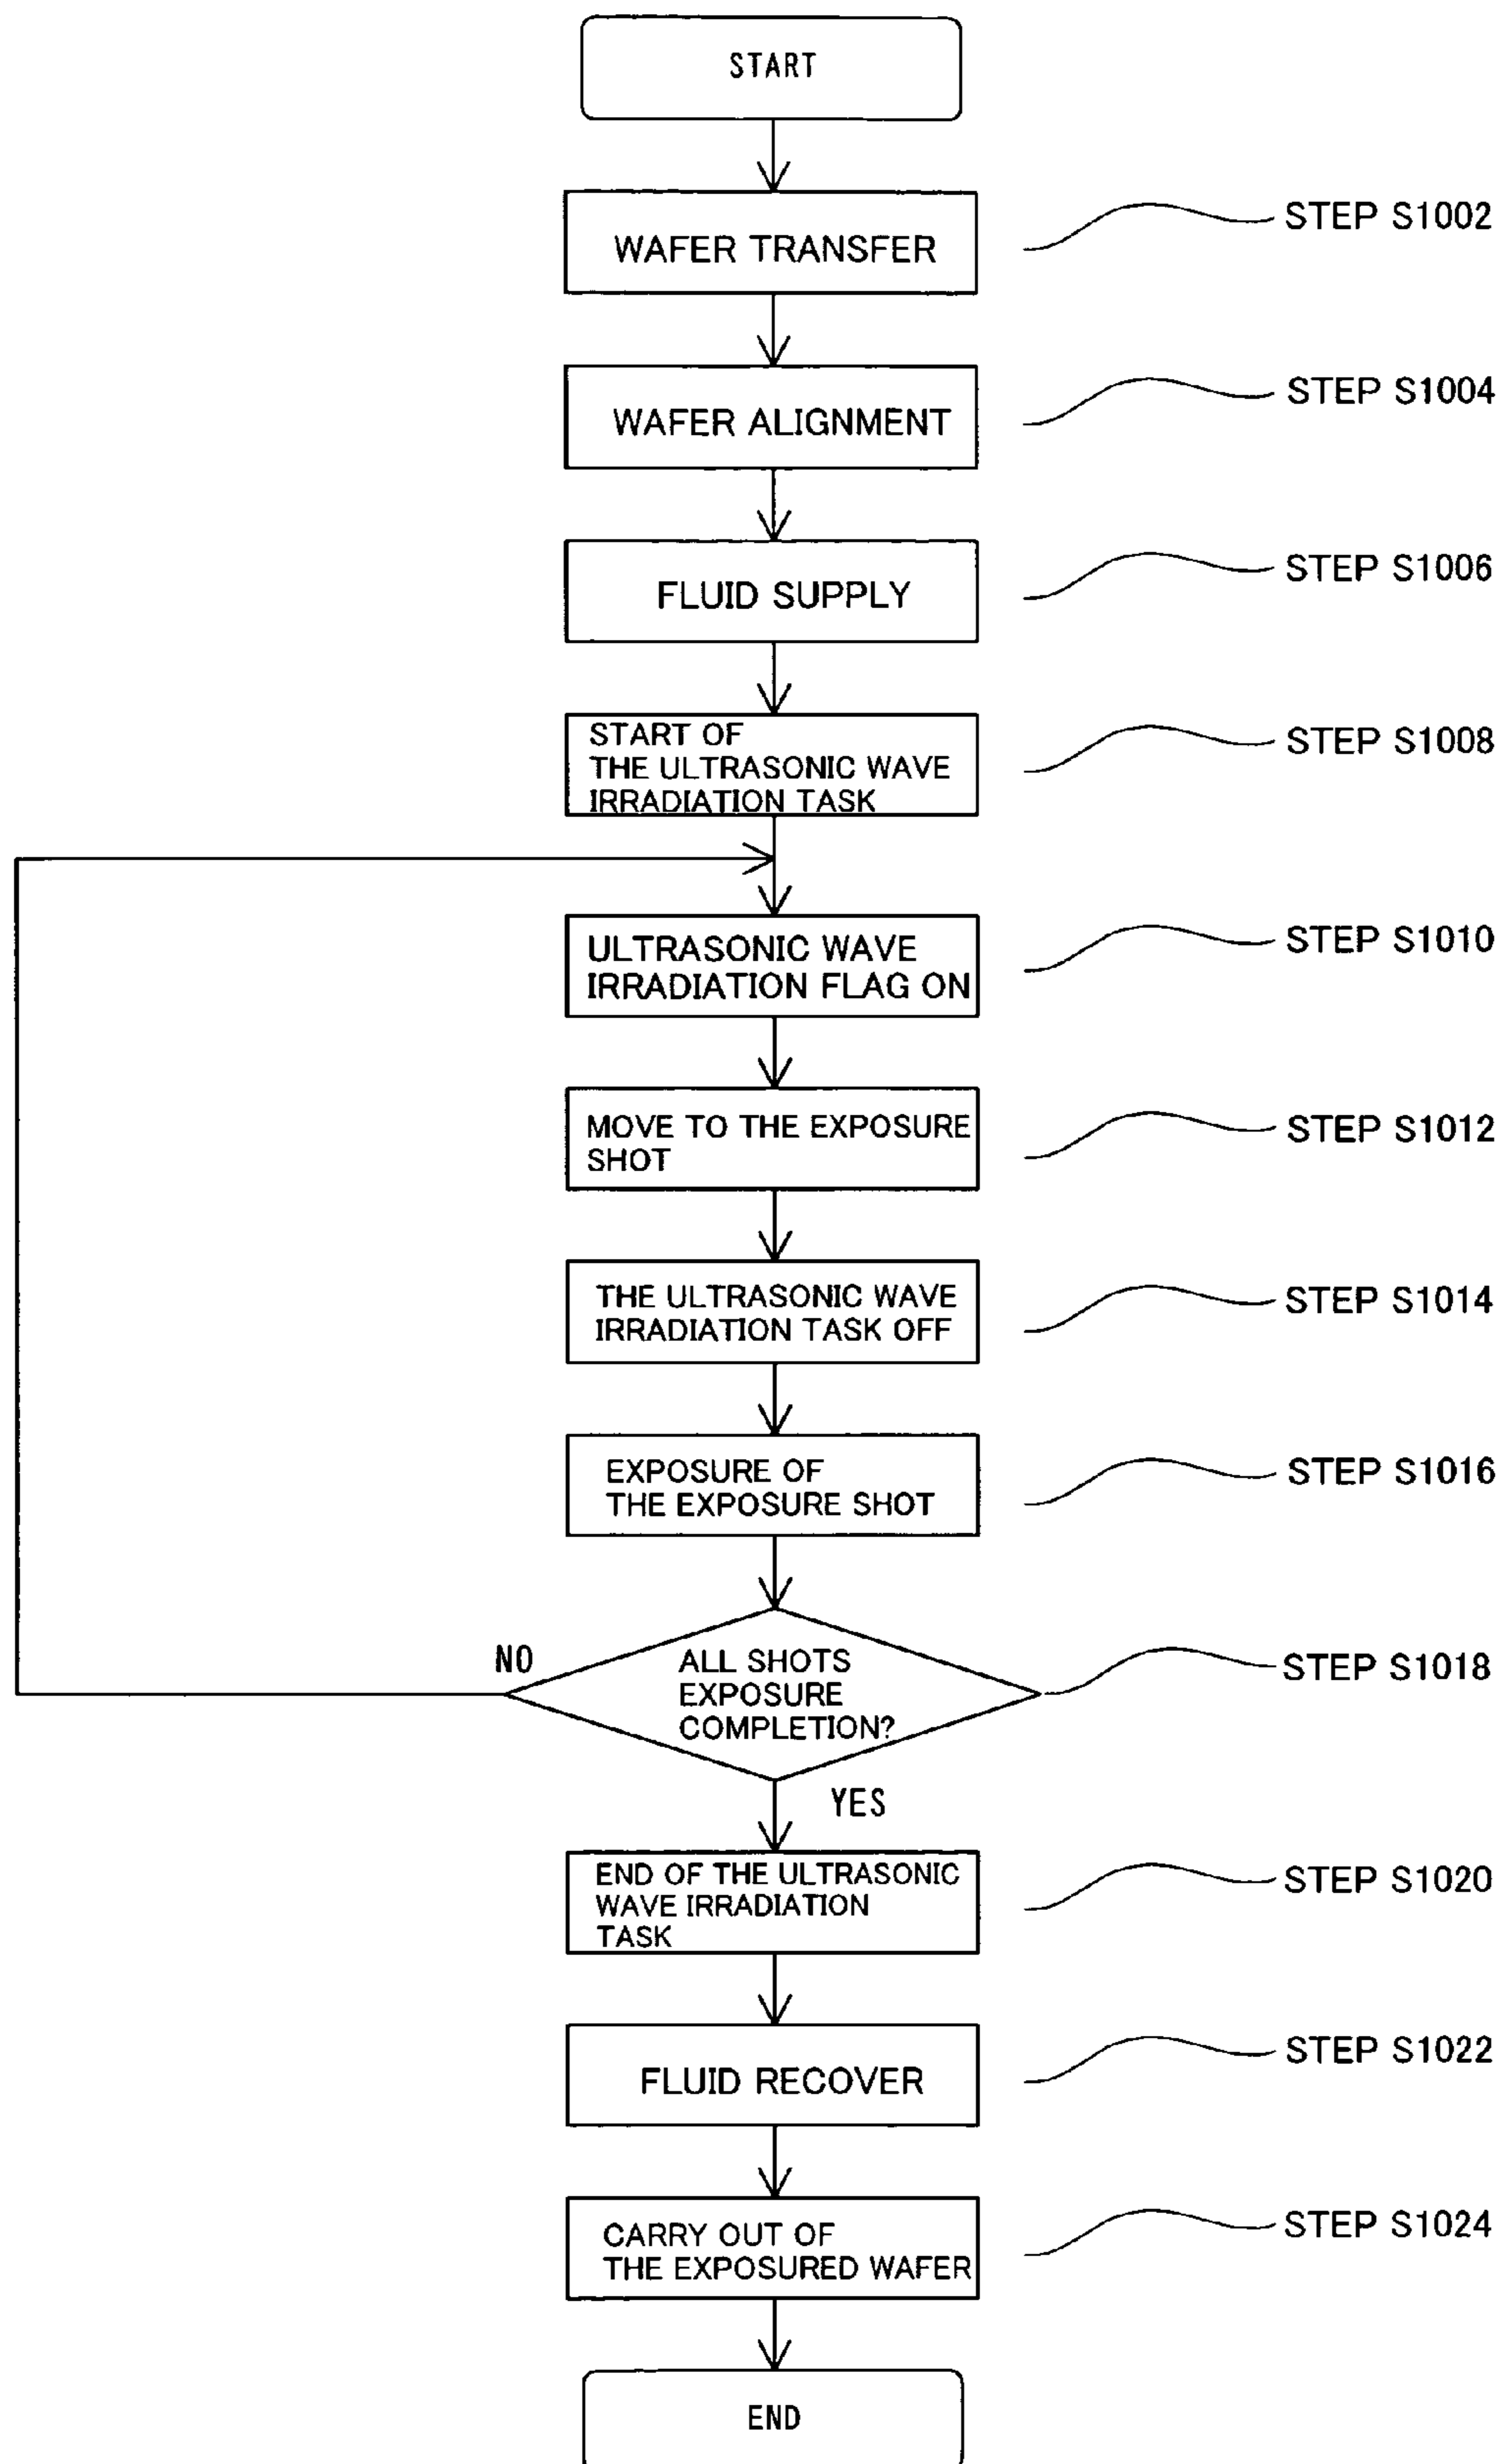 START
WAFER TRANSFER
STEP S1002
WAFER ALIGNMENT
STEP S1004
FLUID SUPPLY
STEP S1006
START OF
THE ULTRASONIC WAVE
IRRADIATION TASK
STEP S1008
ULTRASONIC WAVE
IRRADIATION FLAG ON
STEP S1010
MOVE TO THE EXPOSURE
SHOT
STEP S1012
THE ULTRASONIC WAVE
IRRADIATION TASK OFF
STEP S1014
EXPOSURE OF
THE EXPOSURE SHOT
STEP S1016
NO
ALL SHOTS
EXPOSURE
COMPLETION?
STEP S1018
YES
END OF THE ULTRASONIC
WAVE IRRADIATION
TASK
STEP S1020
FLUID RECOVER
STEP S1022
CARRY OUT OF
THE EXPOSURED WAFER
STEP S1024
END